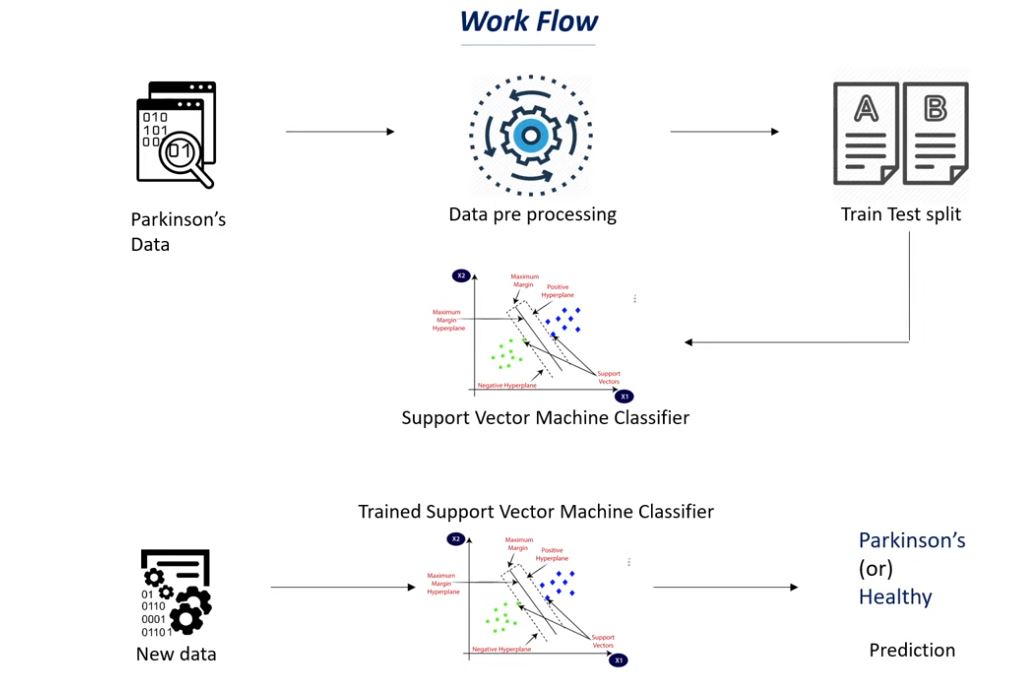 Work Flow
010
101
00
01
A
B
Parkinson's
Data
Data pre processing
Train Test split
X2
Maximum
Margin
Positive
Hyperplane
Maximum
Margin
Hyperplane
Support
Vectors
Negative Hyperplane
X1
Support Vector Machine Classifier
Trained Support Vector Machine Classifier
X2
Maximum
Margin
Positive
Hyperplane
Maximum
Margin
Hyperplane
Support
Vectors
Negative Hyperplane
X1
01
0110
0001
01101
New data
Parkinson's
(or)
Healthy
Prediction